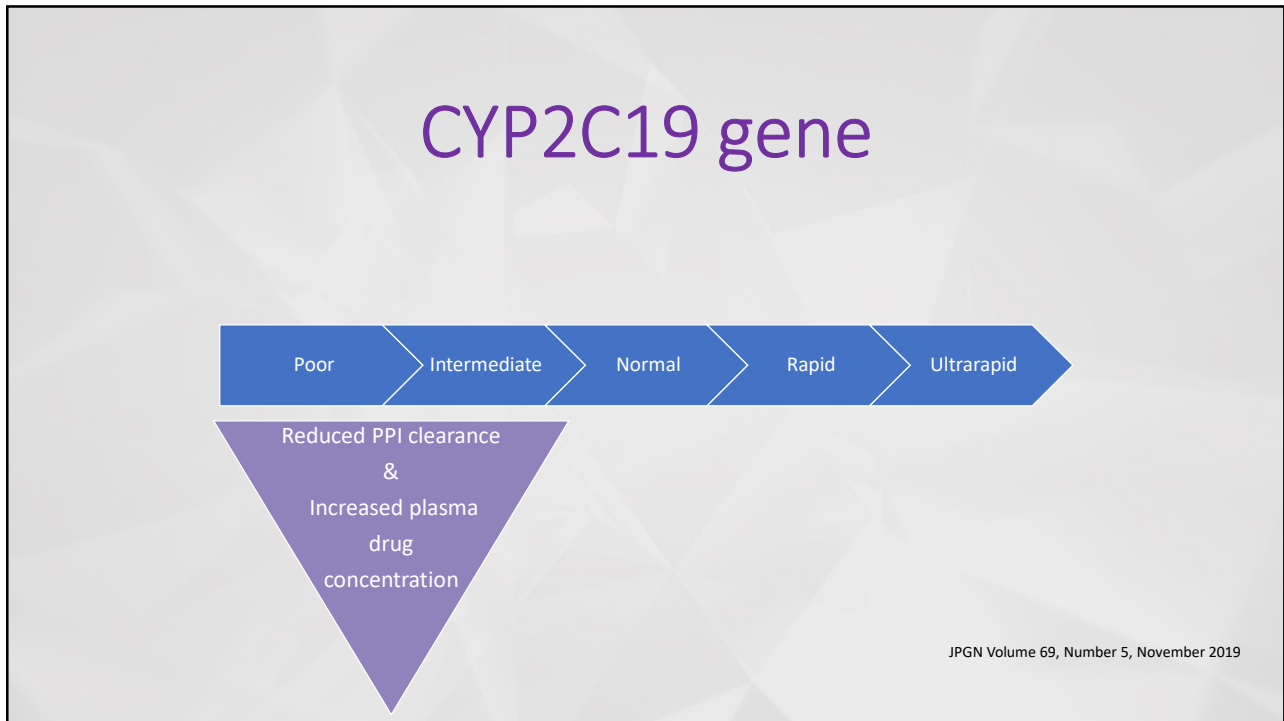 CYP2C19 gene
Poor
Intermediate
Normal
Rapid
Ultrarapid
Reduced PPI clearance
&
Increased plasma
drug
concentration
JPGN Volume 69, Number 5, November 2019